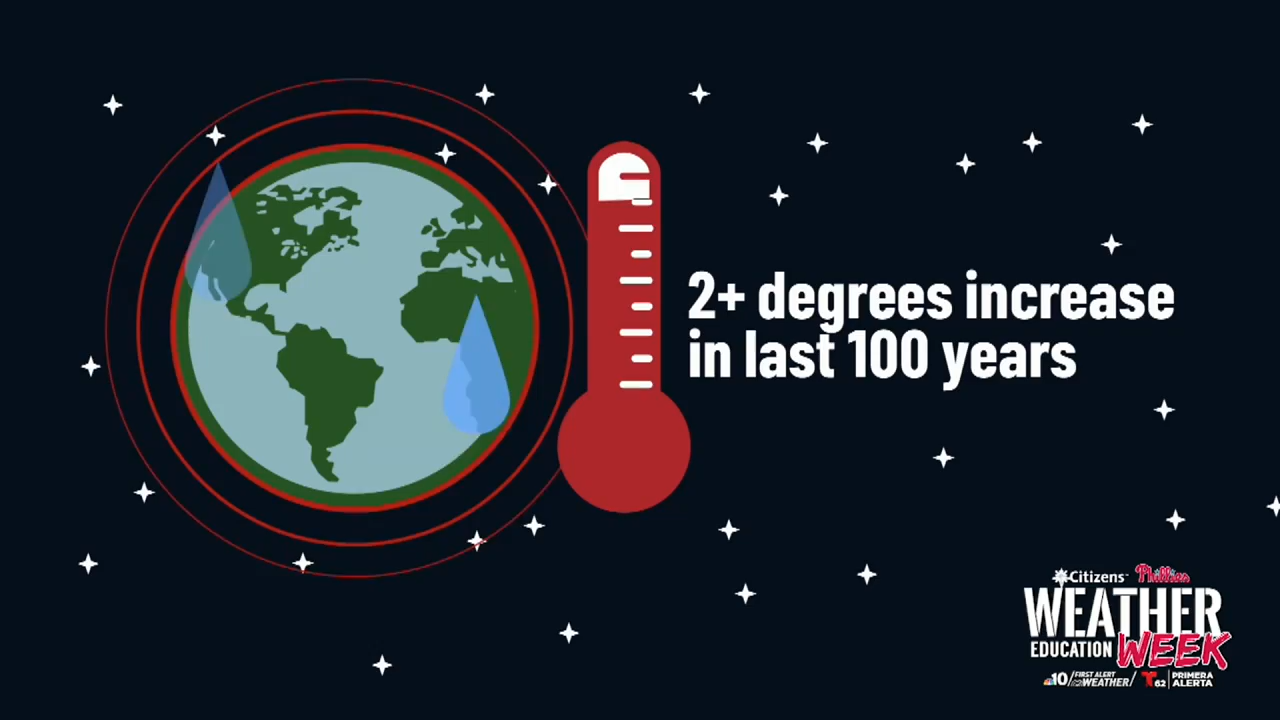 2+ degrees increase
in last 100 years
Citizens Phillies
WEATHER
EDUCATION WEEK
10 / FIRST ALERT WEATHER / T 62 PRIMERA ALERTA